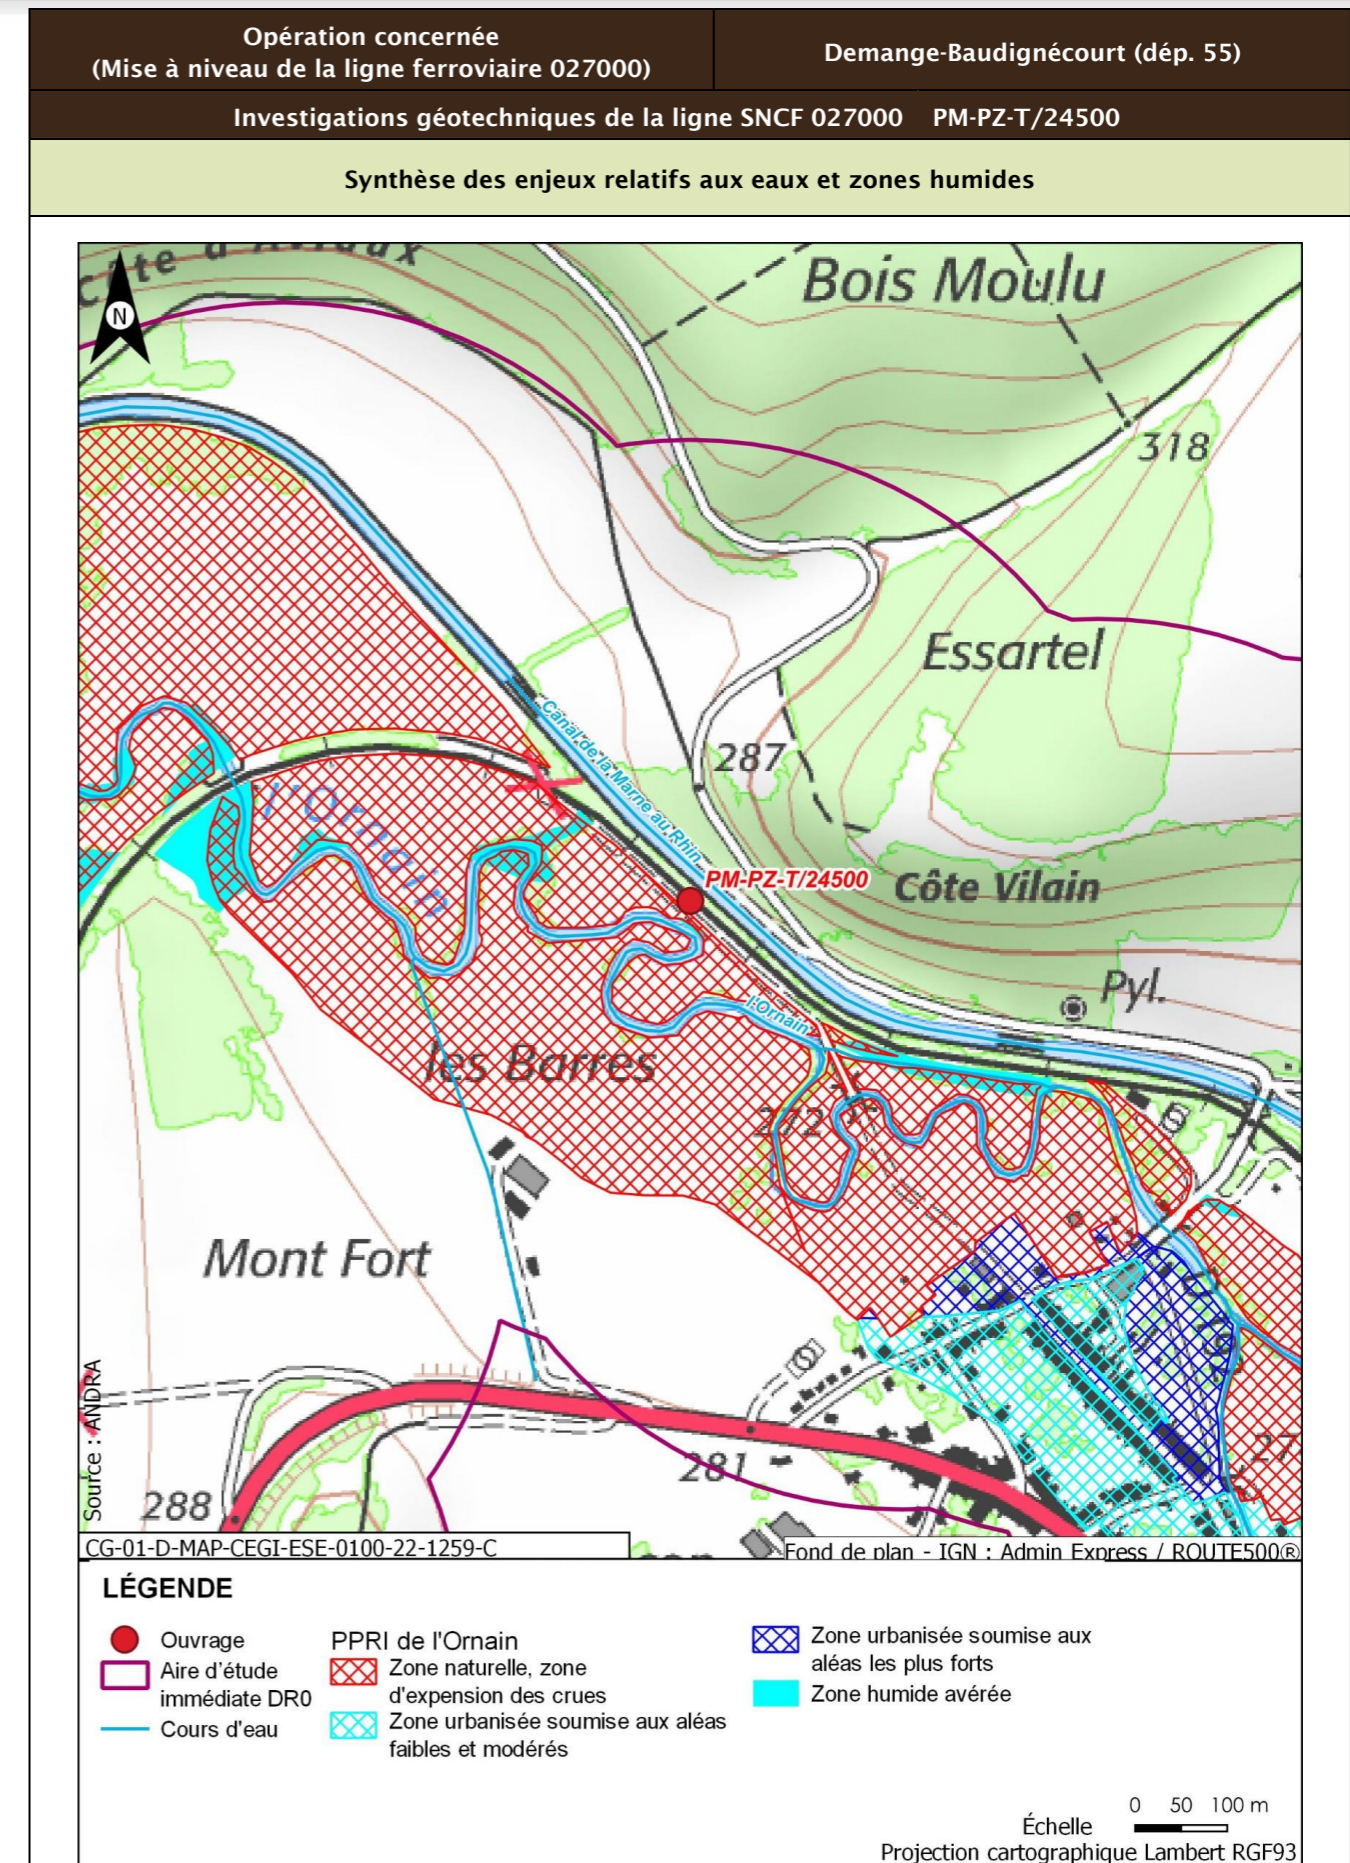 Opération concernée
(Mise à niveau de la ligne ferroviaire 027000)
Demange-Baudignécourt (dép. 55)
Investigations géotechniques de la ligne SNCF 027000 PM-PZ-T/24500
Synthèse des enjeux relatifs aux eaux et zones humides
N
Bois Moulu
318
Essartel
287
Canal de la Marne au Rhin
l'Ornain
PM-PZ-T/24500
Côte Vilain
Pyl.
l'Ornain
les Barres
272
Mont Fort
281
288
27
Source : ANDRA
CG-01-D-MAP-CEGI-ESE-0100-22-1259-C
Fond de plan - IGN : Admin Express / ROUTE500®
LÉGENDE
Ouvrage
Aire d'étude
immédiate DR0
Cours d'eau
PPRI de l'Ornain
Zone naturelle, zone
d'expension des crues
Zone urbanisée soumise aux aléas
faibles et modérés
Zone urbanisée soumise aux
aléas les plus forts
Zone humide avérée
0 50 100 m
Échelle
Projection cartographique Lambert RGF93